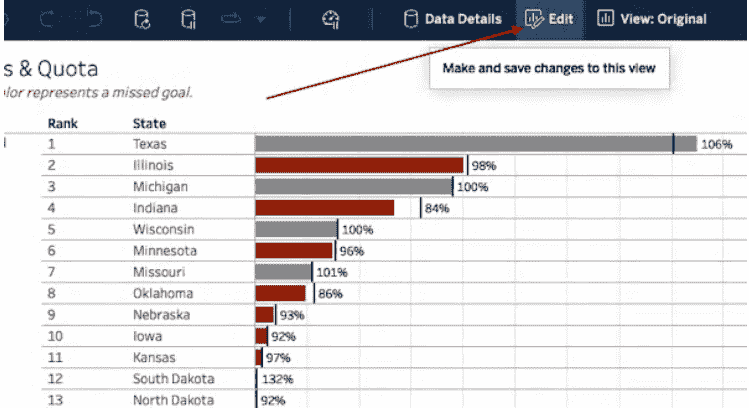 Data Details Edit View: Original
Make and save changes to this view
s & Quota
lor represents a missed goal.
Rank State
1 Texas 106%
2 Illinois 98%
3 Michigan 100%
4 Indiana 84%
5 Wisconsin 100%
6 Minnesota 96%
7 Missouri 101%
8 Oklahoma 86%
9 Nebraska 93%
10 Iowa 92%
11 Kansas 97%
12 South Dakota 132%
13 North Dakota 92%